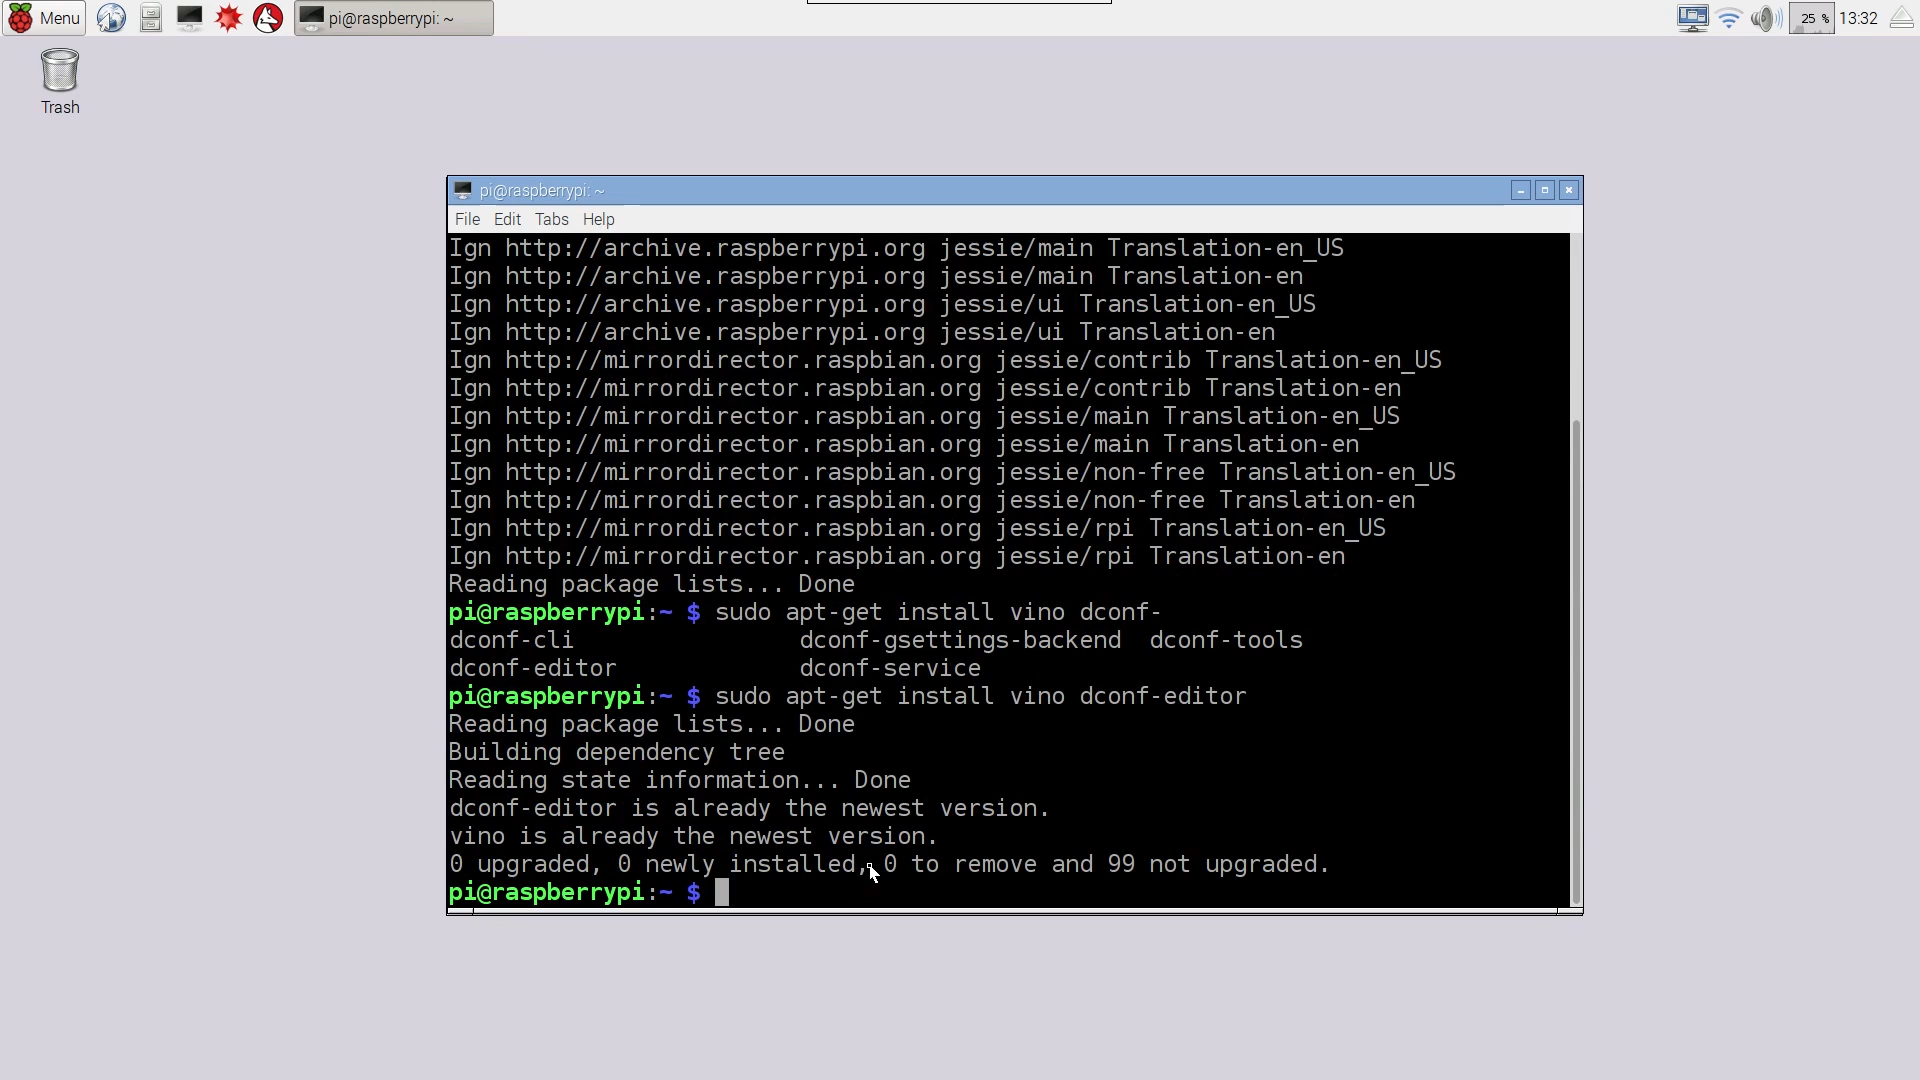 Menu
pi@raspberrypi: ~
25 %
13:32
Trash
pi@raspberrypi: ~
File Edit Tabs Help
Ign http://archive.raspberrypi.org jessie/main Translation-en_US
Ign http://archive.raspberrypi.org jessie/main Translation-en
Ign http://archive.raspberrypi.org jessie/ui Translation-en_US
Ign http://archive.raspberrypi.org jessie/ui Translation-en
Ign http://mirrordirector.raspbian.org jessie/contrib Translation-en_US
Ign http://mirrordirector.raspbian.org jessie/contrib Translation-en
Ign http://mirrordirector.raspbian.org jessie/main Translation-en_US
Ign http://mirrordirector.raspbian.org jessie/main Translation-en
Ign http://mirrordirector.raspbian.org jessie/non-free Translation-en_US
Ign http://mirrordirector.raspbian.org jessie/non-free Translation-en
Ign http://mirrordirector.raspbian.org jessie/rpi Translation-en_US
Ign http://mirrordirector.raspbian.org jessie/rpi Translation-en
Reading package lists... Done
pi@raspberrypi:~ $ sudo apt-get install vino dconf-
dconf-cli dconf-gsettings-backend dconf-tools
dconf-editor dconf-service
pi@raspberrypi:~ $ sudo apt-get install vino dconf-editor
Reading package lists... Done
Building dependency tree
Reading state information... Done
dconf-editor is already the newest version.
vino is already the newest version.
0 upgraded, 0 newly installed, 0 to remove and 99 not upgraded.
pi@raspberrypi:~ $